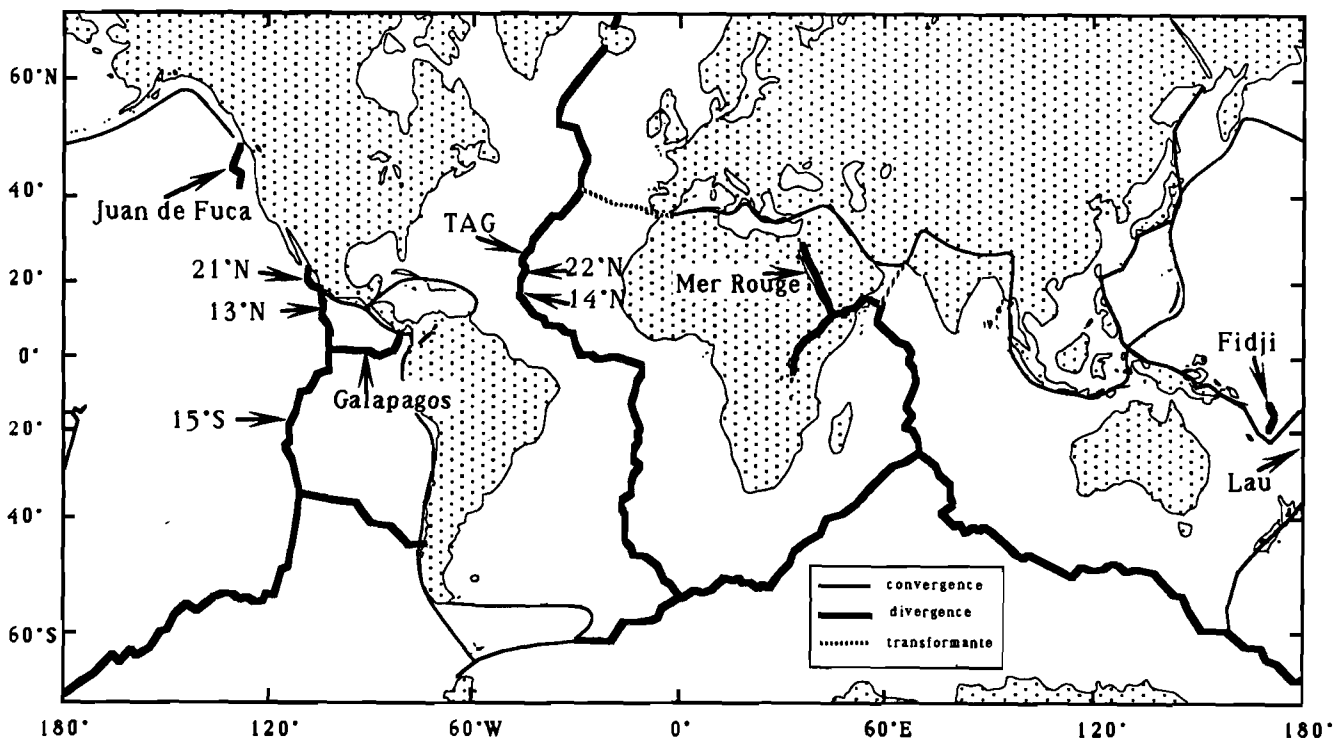 60°N
40°
20°
0°
20°
40°
60°S
Juan de Fuca
TAG
21°N
22°N
13°N
14°N
Mer Rouge
Galapagos
15°S
Fidji
Lau
convergence
divergence
transformante
180°
120°
60°W
0°
60°E
120°
180°